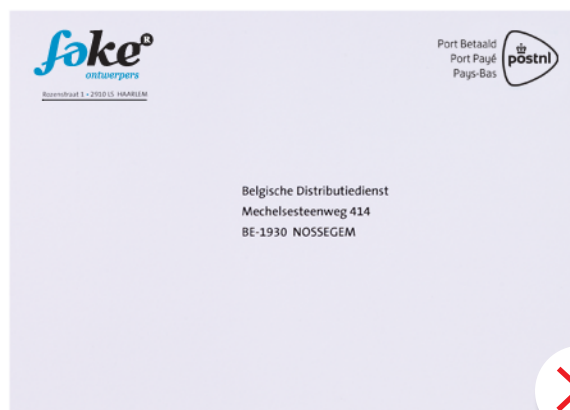 fake®
ontwerpers
Rozenstraat 1 • 2910 LS HAARLEM
Port Betaald
Port Payé
Pays-Bas
postnl
Belgische Distributiedienst
Mechelsesteenweg 414
BE-1930 NOSSEGEM